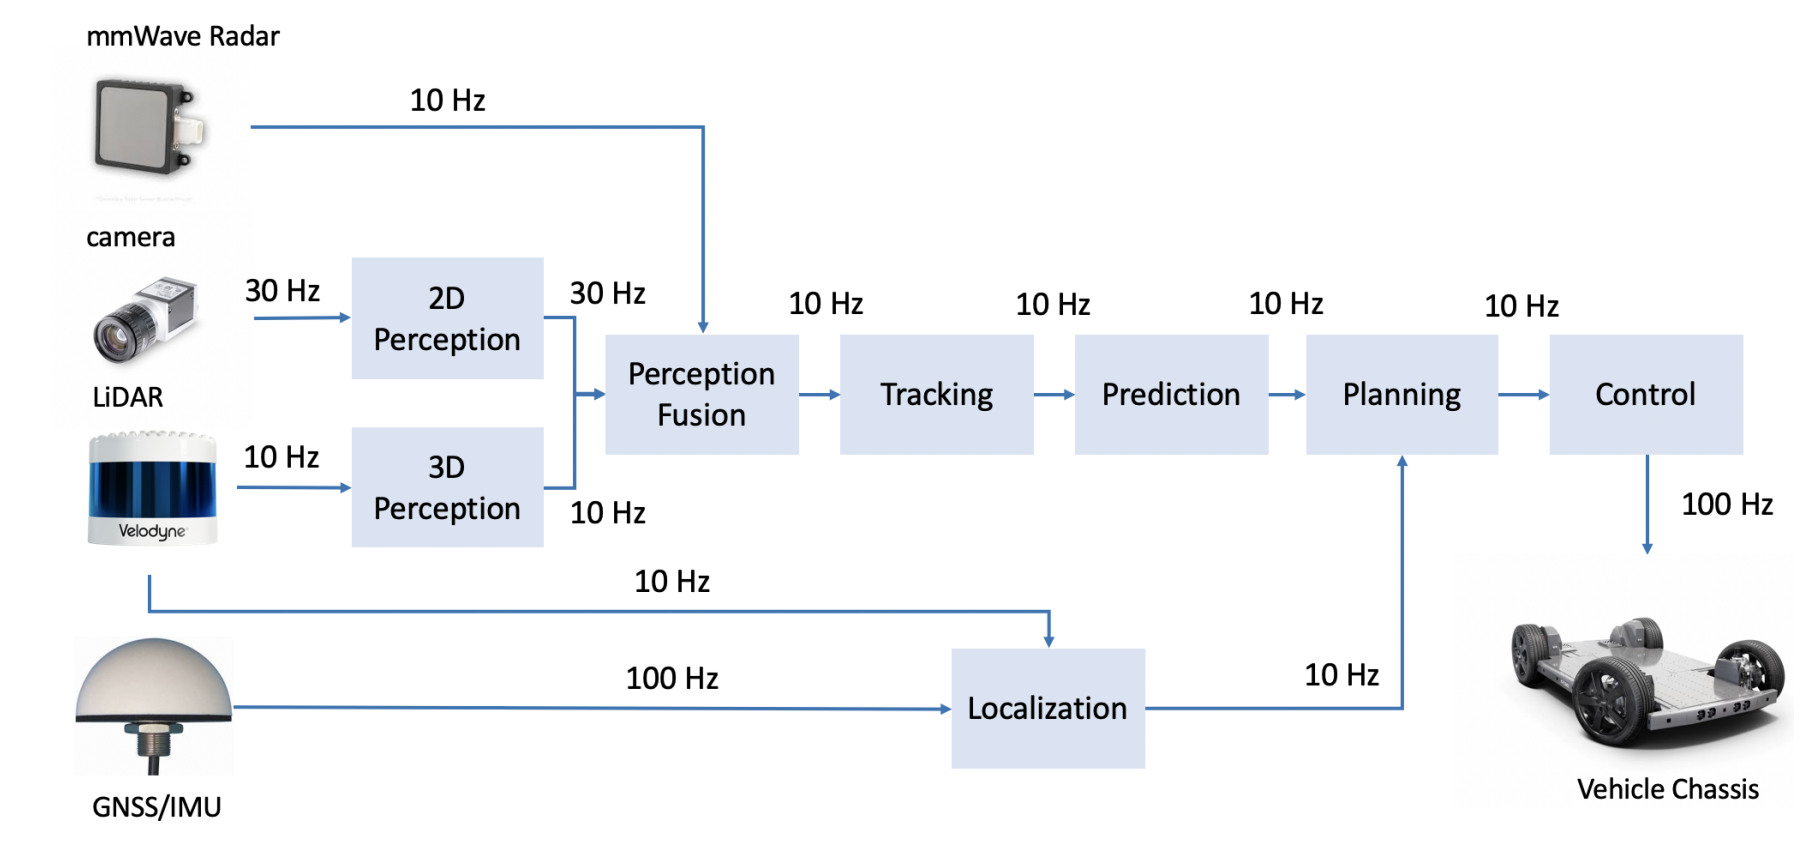 mmWave Radar
10 Hz
camera
30 Hz
2D
Perception
30 Hz
LiDAR
Velodyne
10 Hz
3D
Perception
10 Hz
Perception
Fusion
10 Hz
Tracking
10 Hz
Prediction
10 Hz
Planning
10 Hz
Control
100 Hz
10 Hz
100 Hz
Localization
10 Hz
GNSS/IMU
Vehicle Chassis